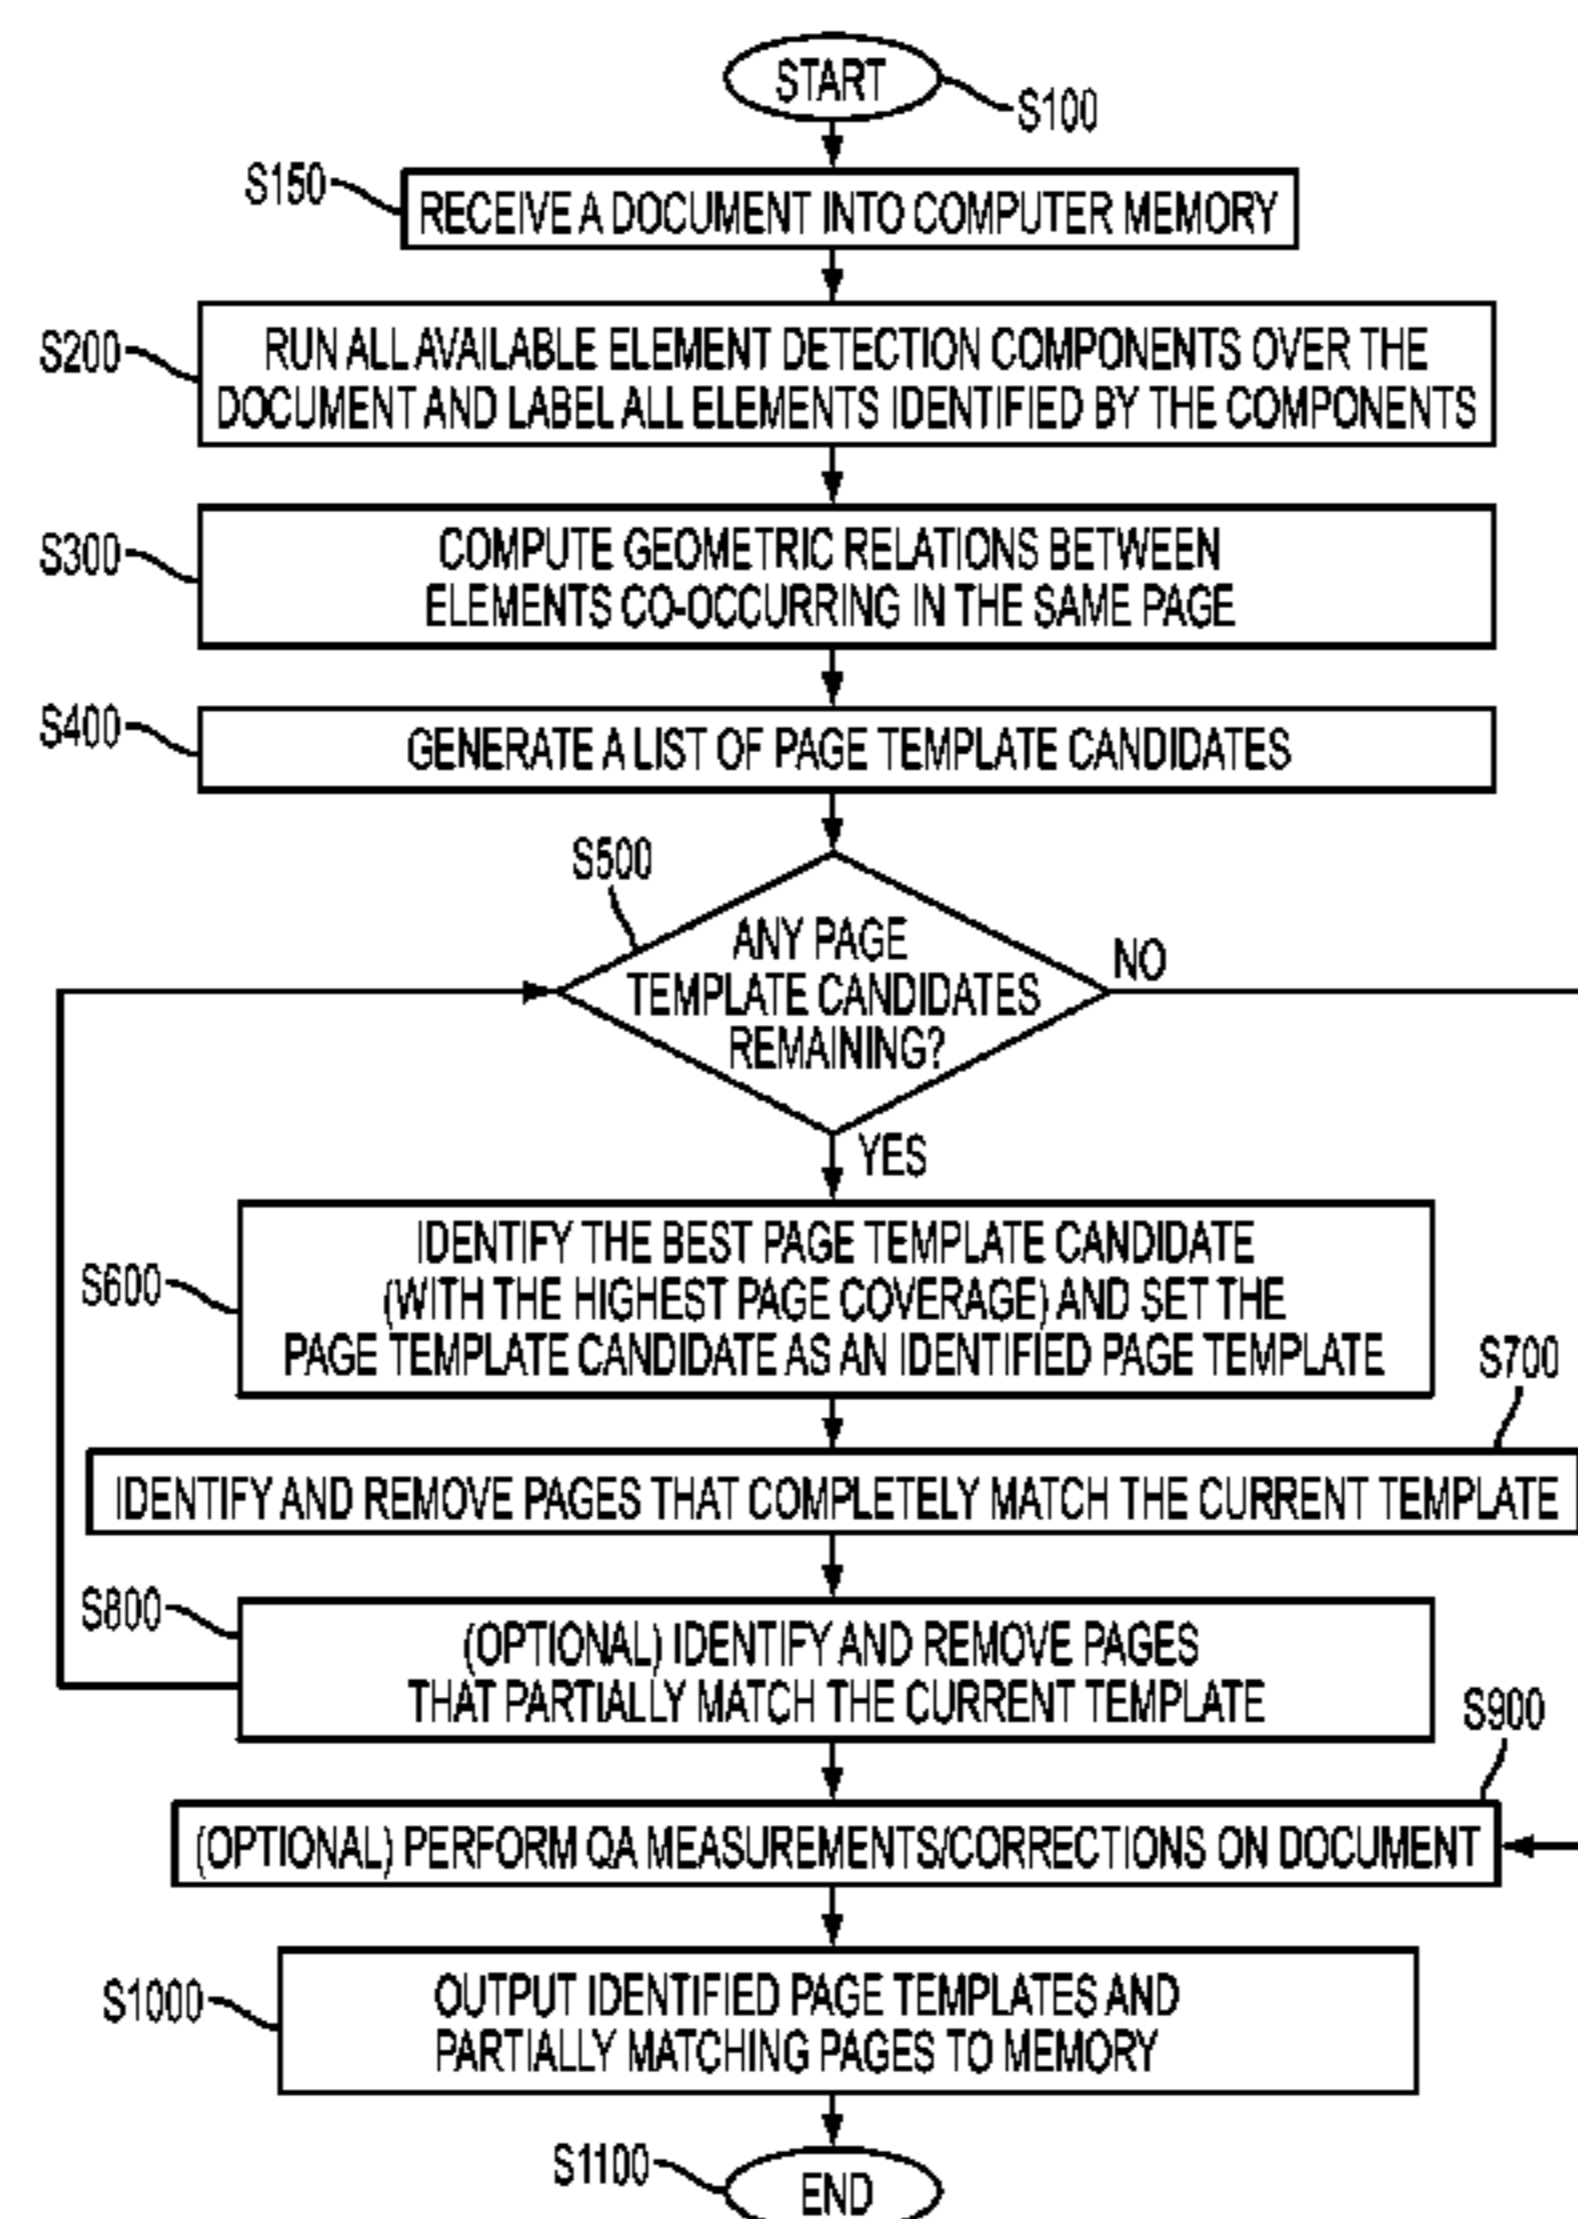 START
S100
S150
RECEIVE A DOCUMENT INTO COMPUTER MEMORY
S200
RUN ALL AVAILABLE ELEMENT DETECTION COMPONENTS OVER THE
DOCUMENT AND LABEL ALL ELEMENTS IDENTIFIED BY THE COMPONENTS
S300
COMPUTE GEOMETRIC RELATIONS BETWEEN
ELEMENTS CO-OCCURRING IN THE SAME PAGE
S400
GENERATE A LIST OF PAGE TEMPLATE CANDIDATES
S500
ANY PAGE
TEMPLATE CANDIDATES
REMAINING?
NO
YES
S600
IDENTIFY THE BEST PAGE TEMPLATE CANDIDATE
(WITH THE HIGHEST PAGE COVERAGE) AND SET THE
PAGE TEMPLATE CANDIDATE AS AN IDENTIFIED PAGE TEMPLATE
S700
IDENTIFY AND REMOVE PAGES THAT COMPLETELY MATCH THE CURRENT TEMPLATE
S800
(OPTIONAL) IDENTIFY AND REMOVE PAGES
THAT PARTIALLY MATCH THE CURRENT TEMPLATE
S900
(OPTIONAL) PERFORM QA MEASUREMENTS/CORRECTIONS ON DOCUMENT
S1000
OUTPUT IDENTIFIED PAGE TEMPLATES AND
PARTIALLY MATCHING PAGES TO MEMORY
S1100
END